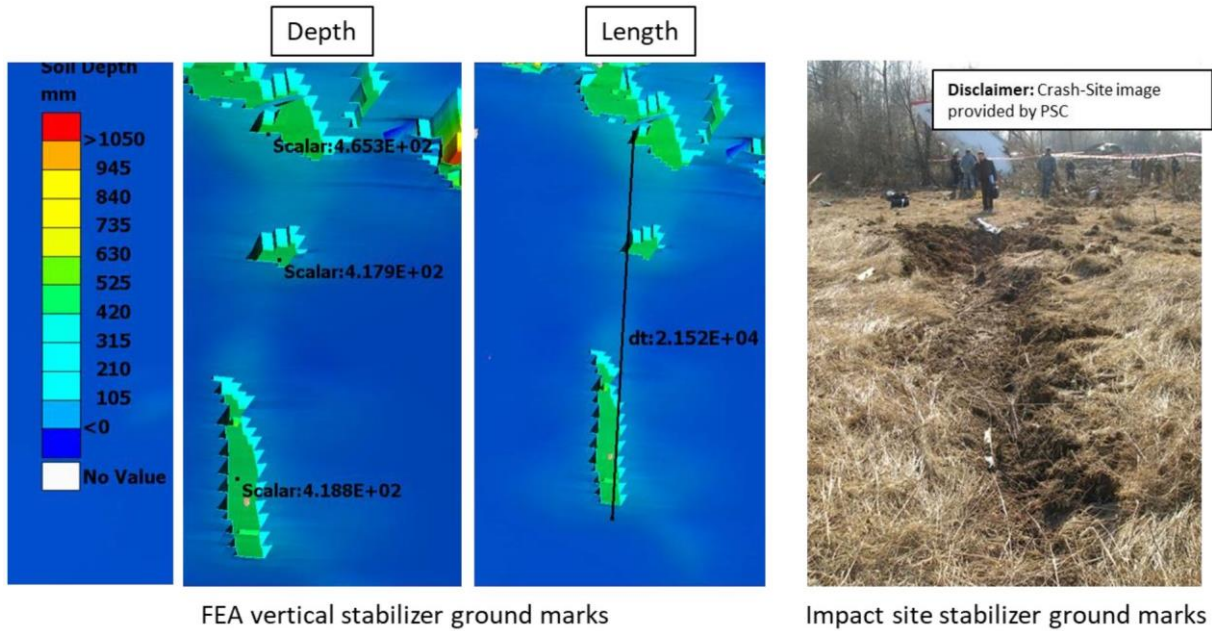 Depth
Length
Soil Depth
mm
>1050
945
840
735
630
525
420
315
210
105
<0
No Value
Scalar:4.653E+02
Scalar:4.179E+02
Scalar:4.188E+02
dt:2.152E+04
Disclaimer: Crash-Site image
provided by PSC
FEA vertical stabilizer ground marks
Impact site stabilizer ground marks